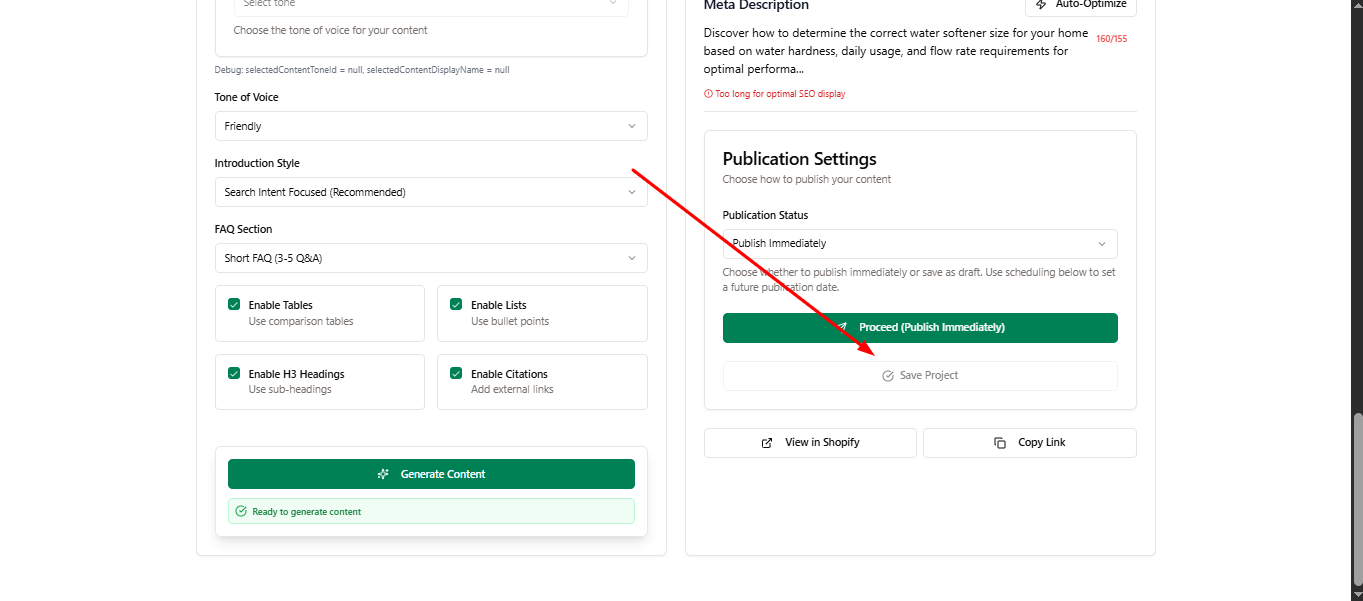 Select tone
Choose the tone of voice for your content
Debug: selectedContentToneId = null, selectedContentDisplayName = null
Tone of Voice
Friendly
Introduction Style
Search Intent Focused (Recommended)
FAQ Section
Short FAQ (3-5 Q&A)
Enable Tables
Use comparison tables
Enable Lists
Use bullet points
Enable H3 Headings
Use sub-headings
Enable Citations
Add external links
Generate Content
Ready to generate content
Meta Description
Auto-Optimize
Discover how to determine the correct water softener size for your home
160/155
based on water hardness, daily usage, and flow rate requirements for
optimal performa...
Too long for optimal SEO display
Publication Settings
Choose how to publish your content
Publication Status
Publish Immediately
Choose whether to publish immediately or save as draft. Use scheduling below to set
a future publication date.
Proceed (Publish Immediately)
Save Project
View in Shopify
Copy Link